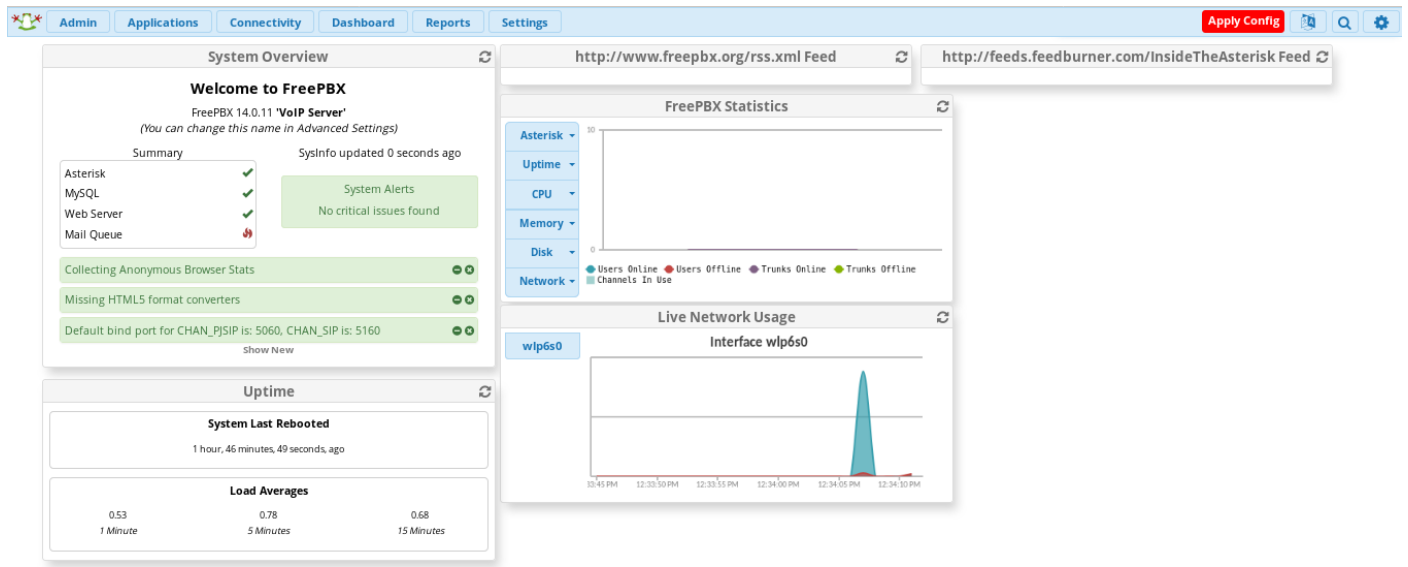 Admin
Applications
Connectivity
Dashboard
Reports
Settings
Apply Config
System Overview
Welcome to FreePBX
FreePBX 14.0.11 'VoIP Server'
(You can change this name in Advanced Settings)
Summary
Asterisk
MySQL
Web Server
Mail Queue
SysInfo updated 0 seconds ago
System Alerts
No critical issues found
Collecting Anonymous Browser Stats
Missing HTML5 format converters
Default bind port for CHAN_PJSIP is: 5060, CHAN_SIP is: 5160
Show New
Uptime
System Last Rebooted
1 hour, 46 minutes, 49 seconds, ago
Load Averages
0.53
0.78
0.68
1 Minute
5 Minutes
15 Minutes
http://www.freepbx.org/rss.xml Feed
http://feeds.feedburner.com/InsideTheAsterisk Feed
FreePBX Statistics
Asterisk
Uptime
CPU
Memory
Disk
Network
10
0
Users Online
Users Offline
Trunks Online
Trunks Offline
Channels In Use
Live Network Usage
wlp6s0
Interface wlp6s0
33:45 PM
12:33:50 PM
12:33:55 PM
12:34:00 PM
12:34:05 PM
12:34:10 PM